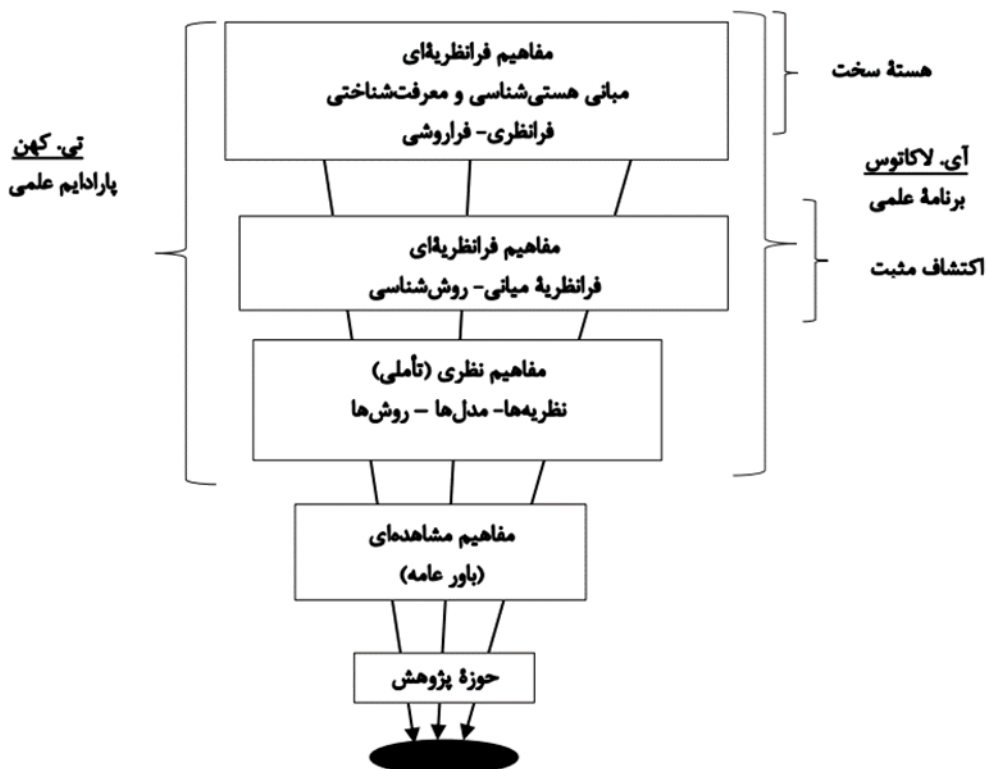 مفاهیم فرانظریهٔای
مبانی هستی‌شناسی و معرفت‌شناختی
فرانظری- فراروشی
هستهٔ سخت
تی. کهن
پارادایم علمی
آی. لاکاتوس
برنامهٔ علمی
مفاهیم فرانظریهٔای
فرانظریهٔ میانی- روش‌شناسی
اکتشاف مثبت
مفاهیم نظری (تأملی)
نظریه‌ها- مدل‌ها – روش‌ها
مفاهیم مشاهده‌ای
(باور عامه)
حوزهٔ پژوهش